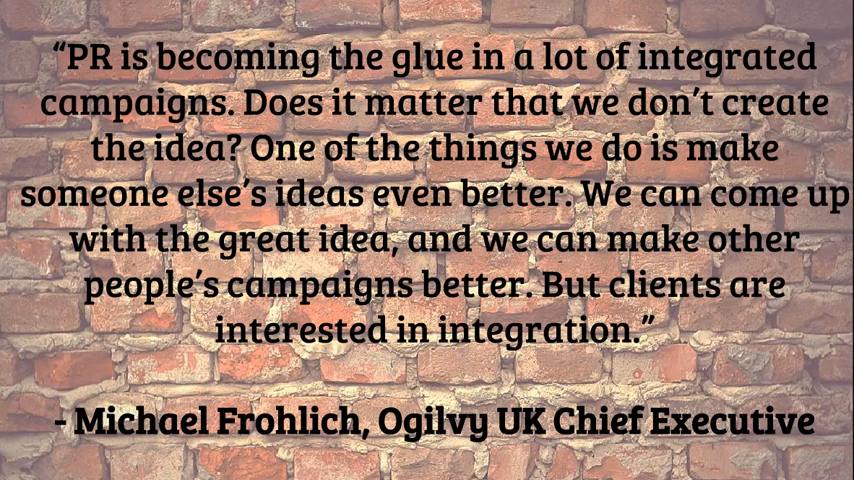 “PR is becoming the glue in a lot of integrated
campaigns. Does it matter that we don’t create
the idea? One of the things we do is make
someone else’s ideas even better. We can come up
with the great idea, and we can make other
people’s campaigns better. But clients are
interested in integration.”
- Michael Frohlich, Ogilvy UK Chief Executive